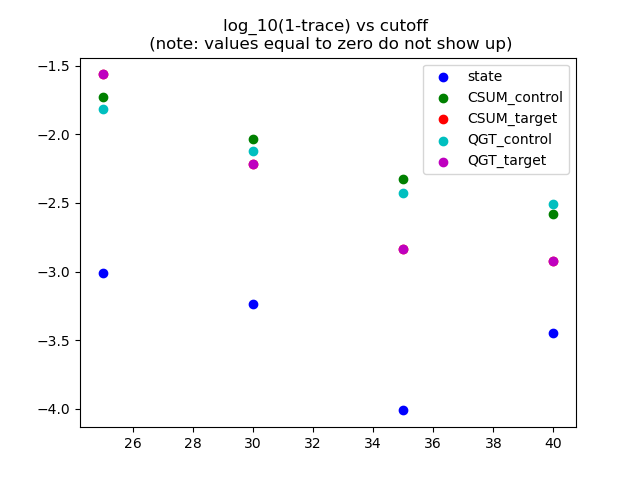 log_10(1-trace) vs cutoff
(note: values equal to zero do not show up)
−1.5
−2.0
−2.5
−3.0
−3.5
−4.0
state
CSUM_control
CSUM_target
QGT_control
QGT_target
26 28 30 32 34 36 38 40